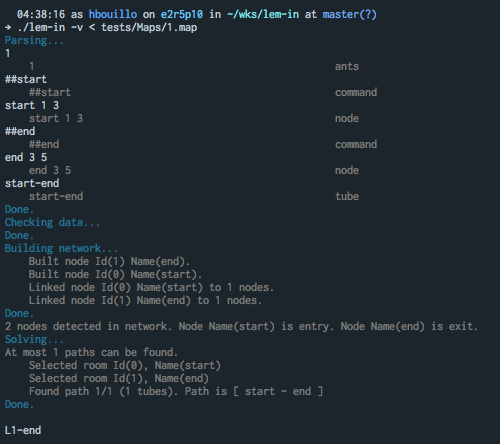 04:38:16 as hbouillo on e2r5p10 in ~/wks/lem-in at master(?)
➜ ./lem-in -v < tests/Maps/1.map
Parsing...
1
1 ants
##start
##start command
start 1 3
start 1 3 node
##end
##end command
end 3 5
end 3 5 node
start-end
start-end tube
Done.
Checking data...
Done.
Building network...
Built node Id(1) Name(end).
Built node Id(0) Name(start).
Linked node Id(0) Name(start) to 1 nodes.
Linked node Id(1) Name(end) to 1 nodes.
Done.
2 nodes detected in network. Node Name(start) is entry. Node Name(end) is exit.
Solving...
At most 1 paths can be found.
Selected room Id(0), Name(start)
Selected room Id(1), Name(end)
Found path 1/1 (1 tubes). Path is [ start - end ]
Done.
L1-end